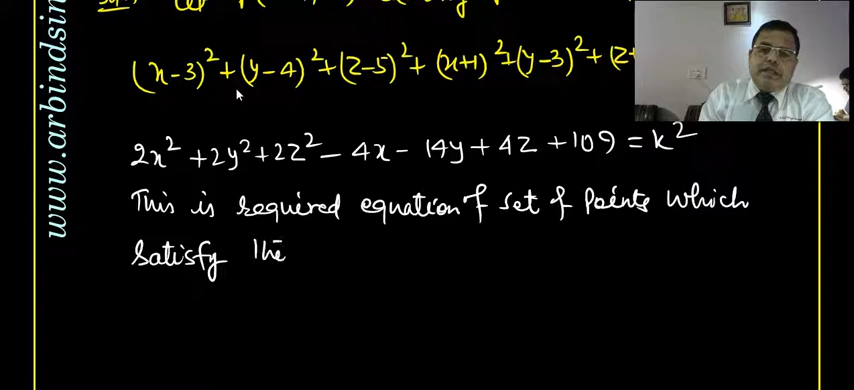 (x-3)²+(y-4)²+(z-5)²+(x+1)²+(y-3)²+(z+
2x²+2y²+2z²-4x-14y+4z+109=k²
This is required equation of set of points which
satisfy the
www.arbindsin